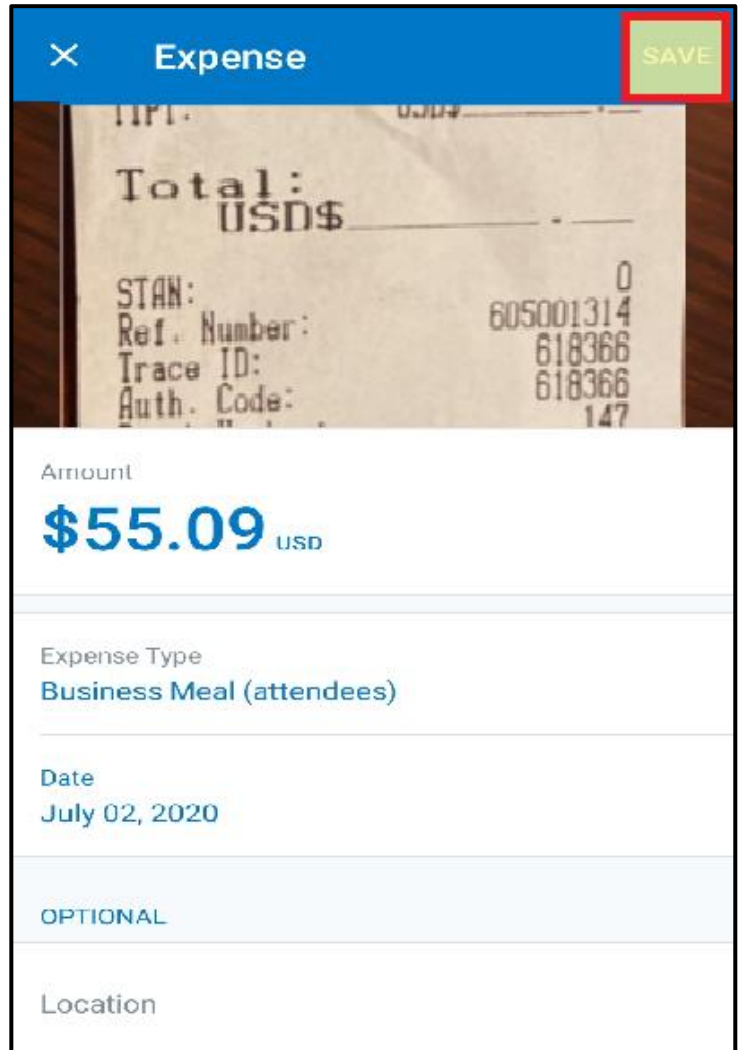 Expense
SAVE
Total:
USD$
STAN: 0
Ref. Number: 605001314
Trace ID: 618366
Auth. Code: 618366
147
Amount
$55.09 USD
Expense Type
Business Meal (attendees)
Date
July 02, 2020
OPTIONAL
Location